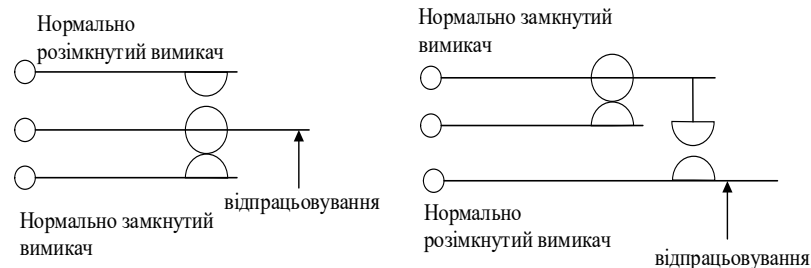 Нормально
розімкнутий вимикач
Нормально замкнутий
вимикач
відпрацьовування
Нормально замкнутий
вимикач
Нормально
розімкнутий вимикач
відпрацьовування